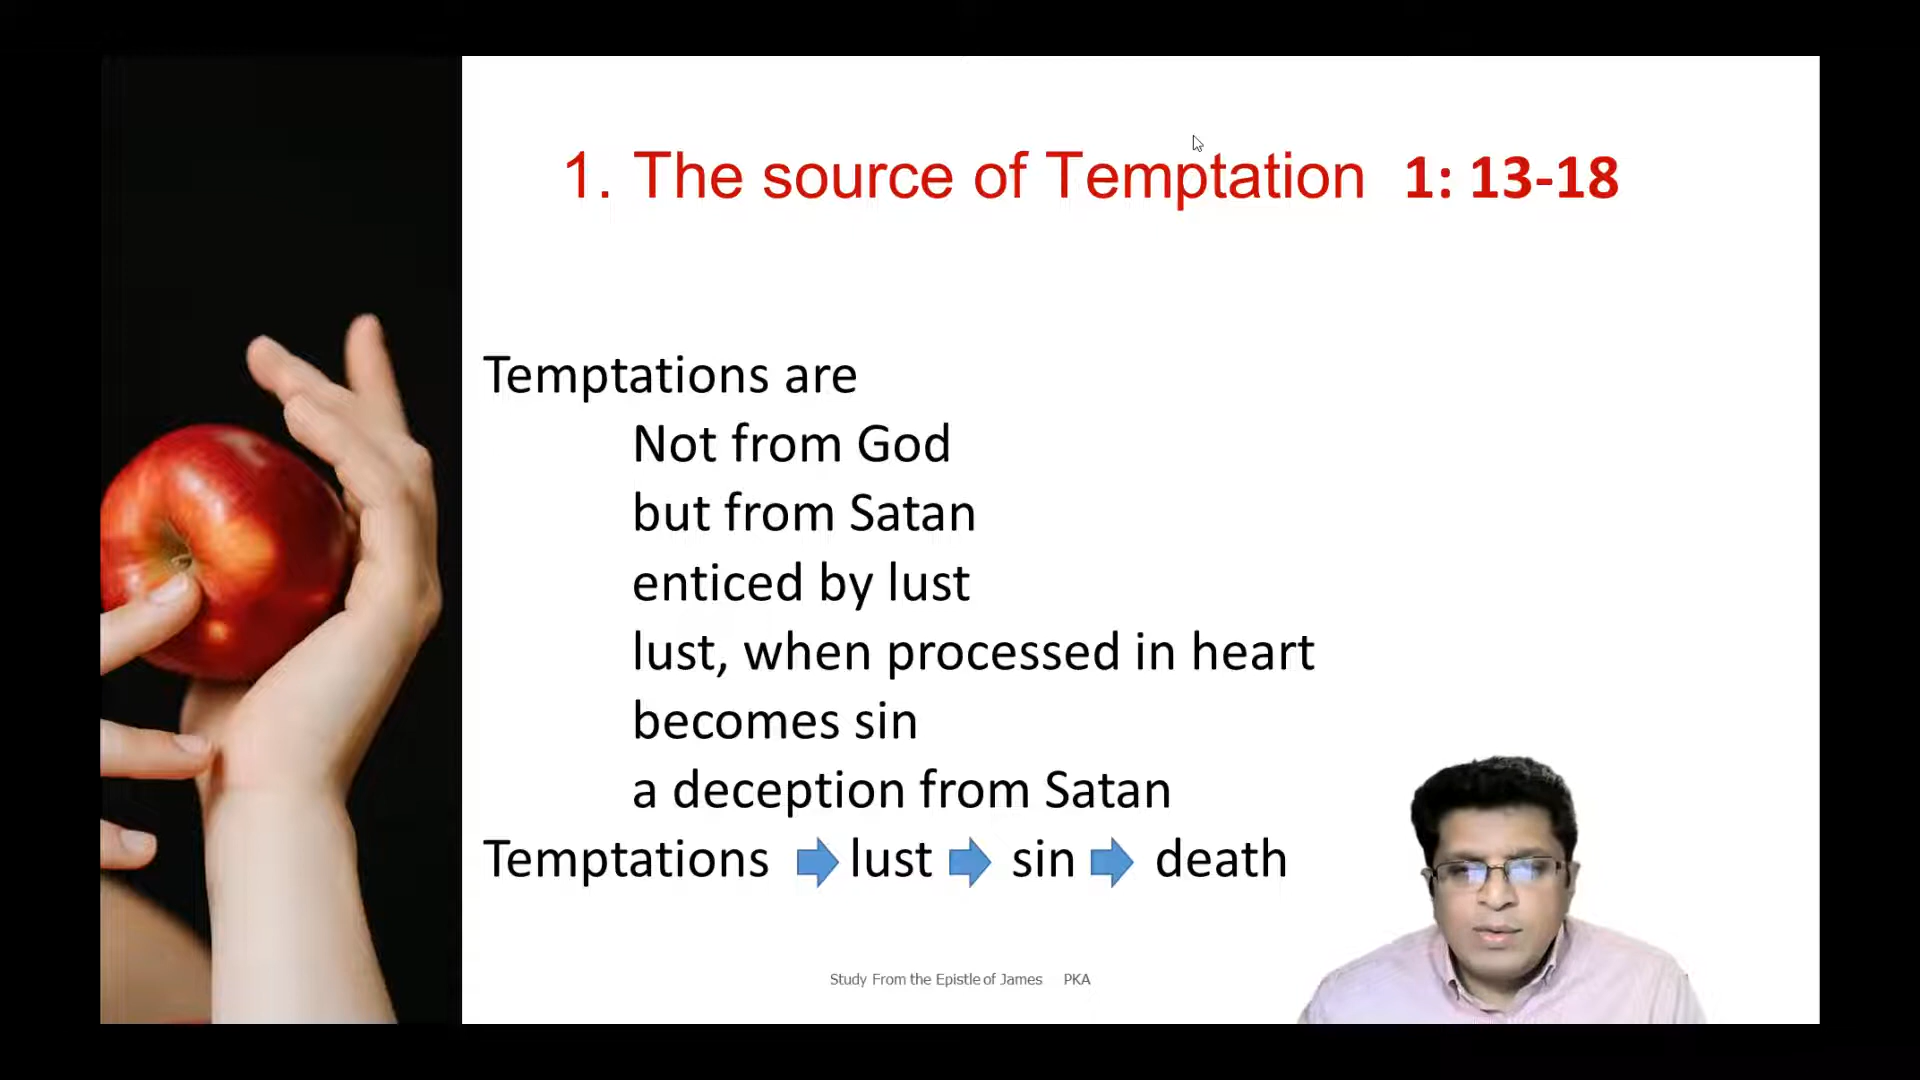 1. The source of Temptation 1: 13-18
Temptations are
Not from God
but from Satan
enticed by lust
lust, when processed in heart
becomes sin
a deception from Satan
Temptations lust sin death
Study From the Epistle of James PKA